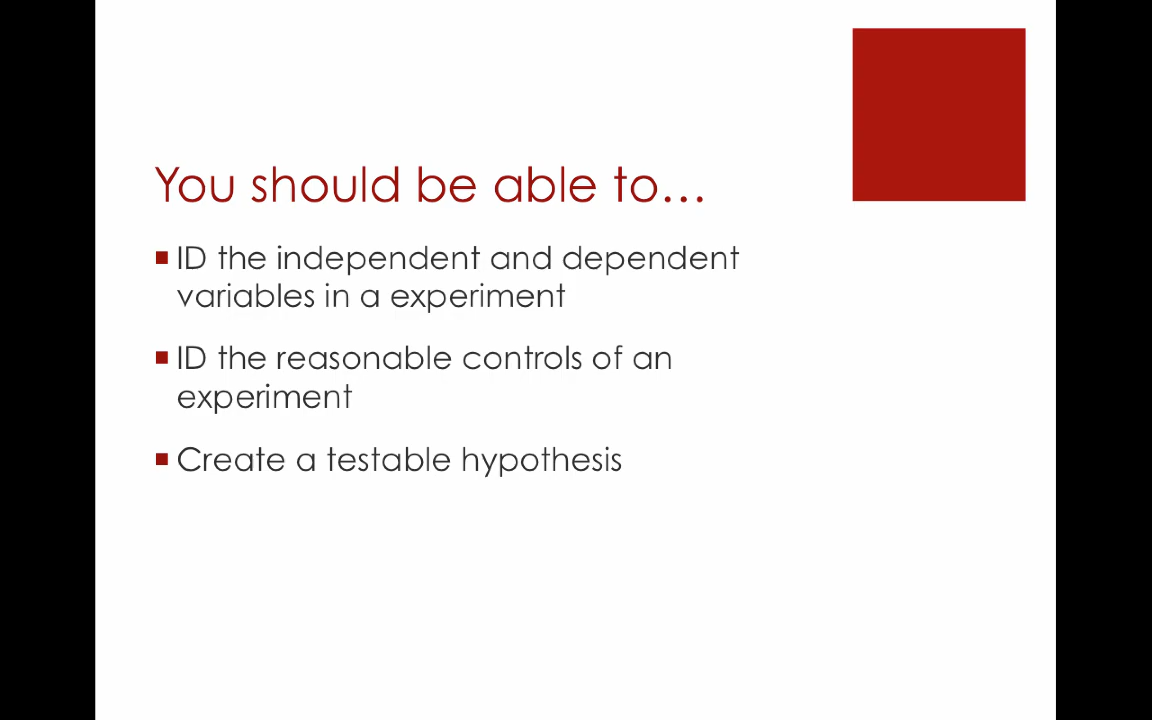 You should be able to…
ID the independent and dependent
variables in a experiment
ID the reasonable controls of an
experiment
Create a testable hypothesis